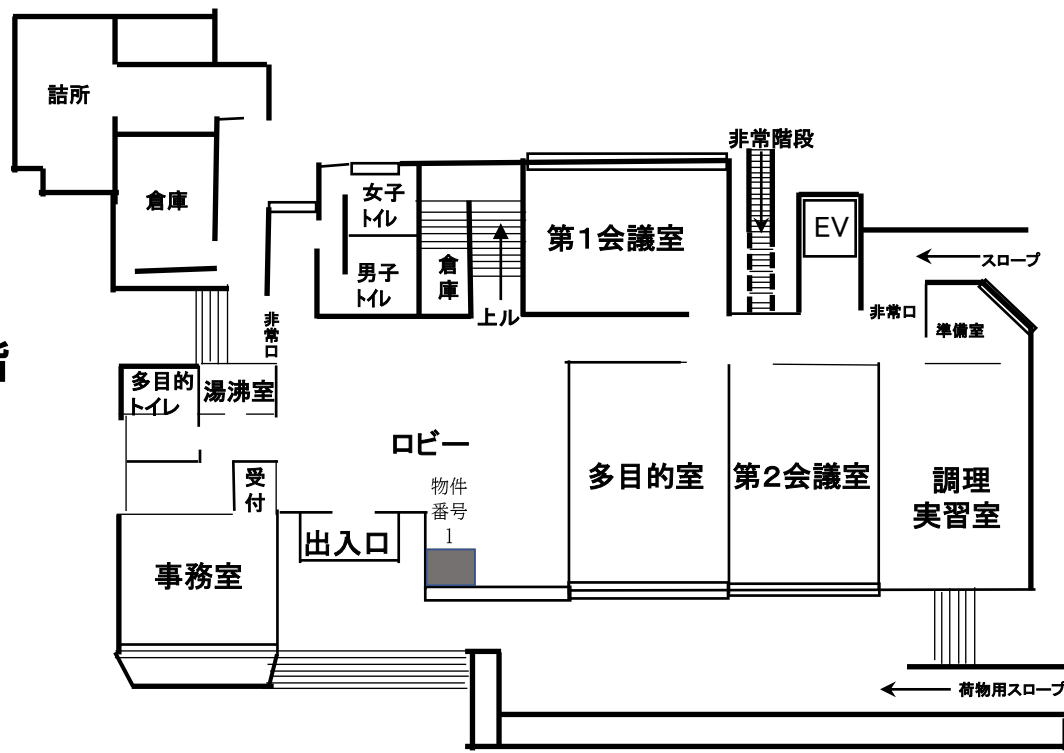 詰所
倉庫
非常階段
女子
トイレ
男子
トイレ
倉
庫
上ル
第１会議室
EV
スロープ
非常口
準備室
非
常
口
多目的
トイレ
湯沸室
ロビー
受
付
物件
番号
1
多目的室
第２会議室
調理
実習室
出入口
事務室
荷物用スロープ